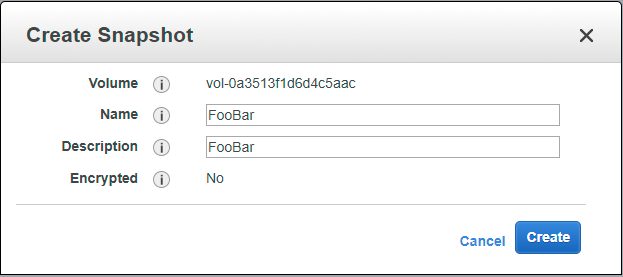 Create Snapshot
Volume vol-0a3513f1d6d4c5aac
Name FooBar
Description FooBar
Encrypted No
Cancel Create